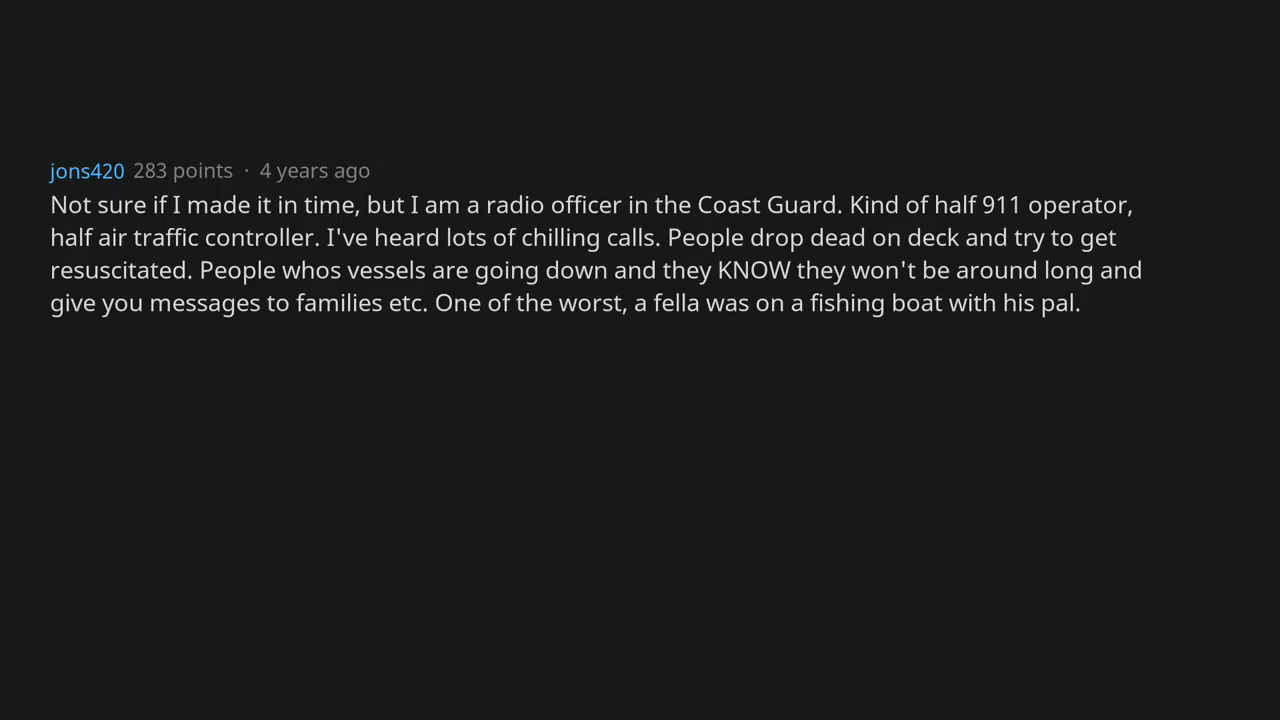 jons420 283 points · 4 years ago
Not sure if I made it in time, but I am a radio officer in the Coast Guard. Kind of half 911 operator,
half air traffic controller. I've heard lots of chilling calls. People drop dead on deck and try to get
resuscitated. People whos vessels are going down and they KNOW they won't be around long and
give you messages to families etc. One of the worst, a fella was on a fishing boat with his pal.